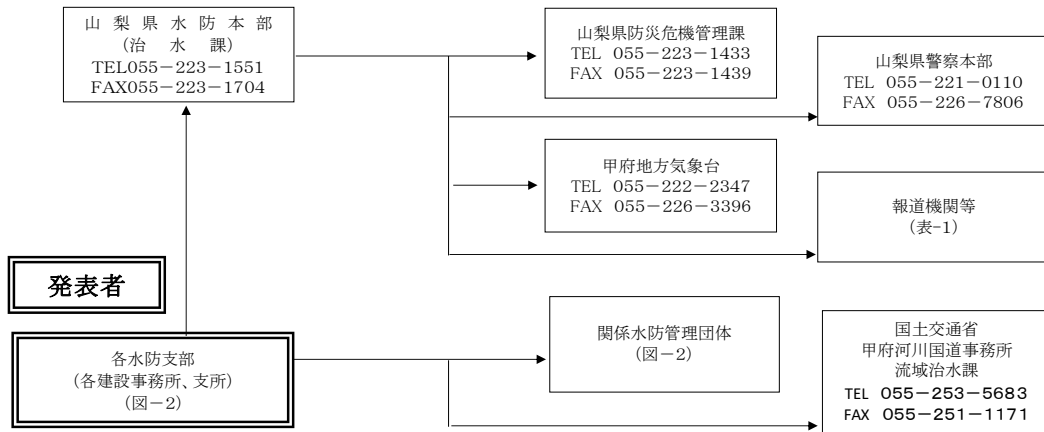 山 梨 県 水 防 本 部
(治 水 課)
TEL055－223－1551
FAX055－223－1704
山梨県防災危機管理課
TEL 055－223－1433
FAX 055－223－1439
山梨県警察本部
TEL 055－221－0110
FAX 055－226－7806
甲府地方気象台
TEL 055－222－2347
FAX 055－226－3396
報道機関等
(表-1)
発表者
各水防支部
(各建設事務所、支所)
(図－2)
関係水防管理団体
(図－2)
国土交通省
甲府河川国道事務所
流域治水課
TEL 055－253－5683
FAX 055－251－1171